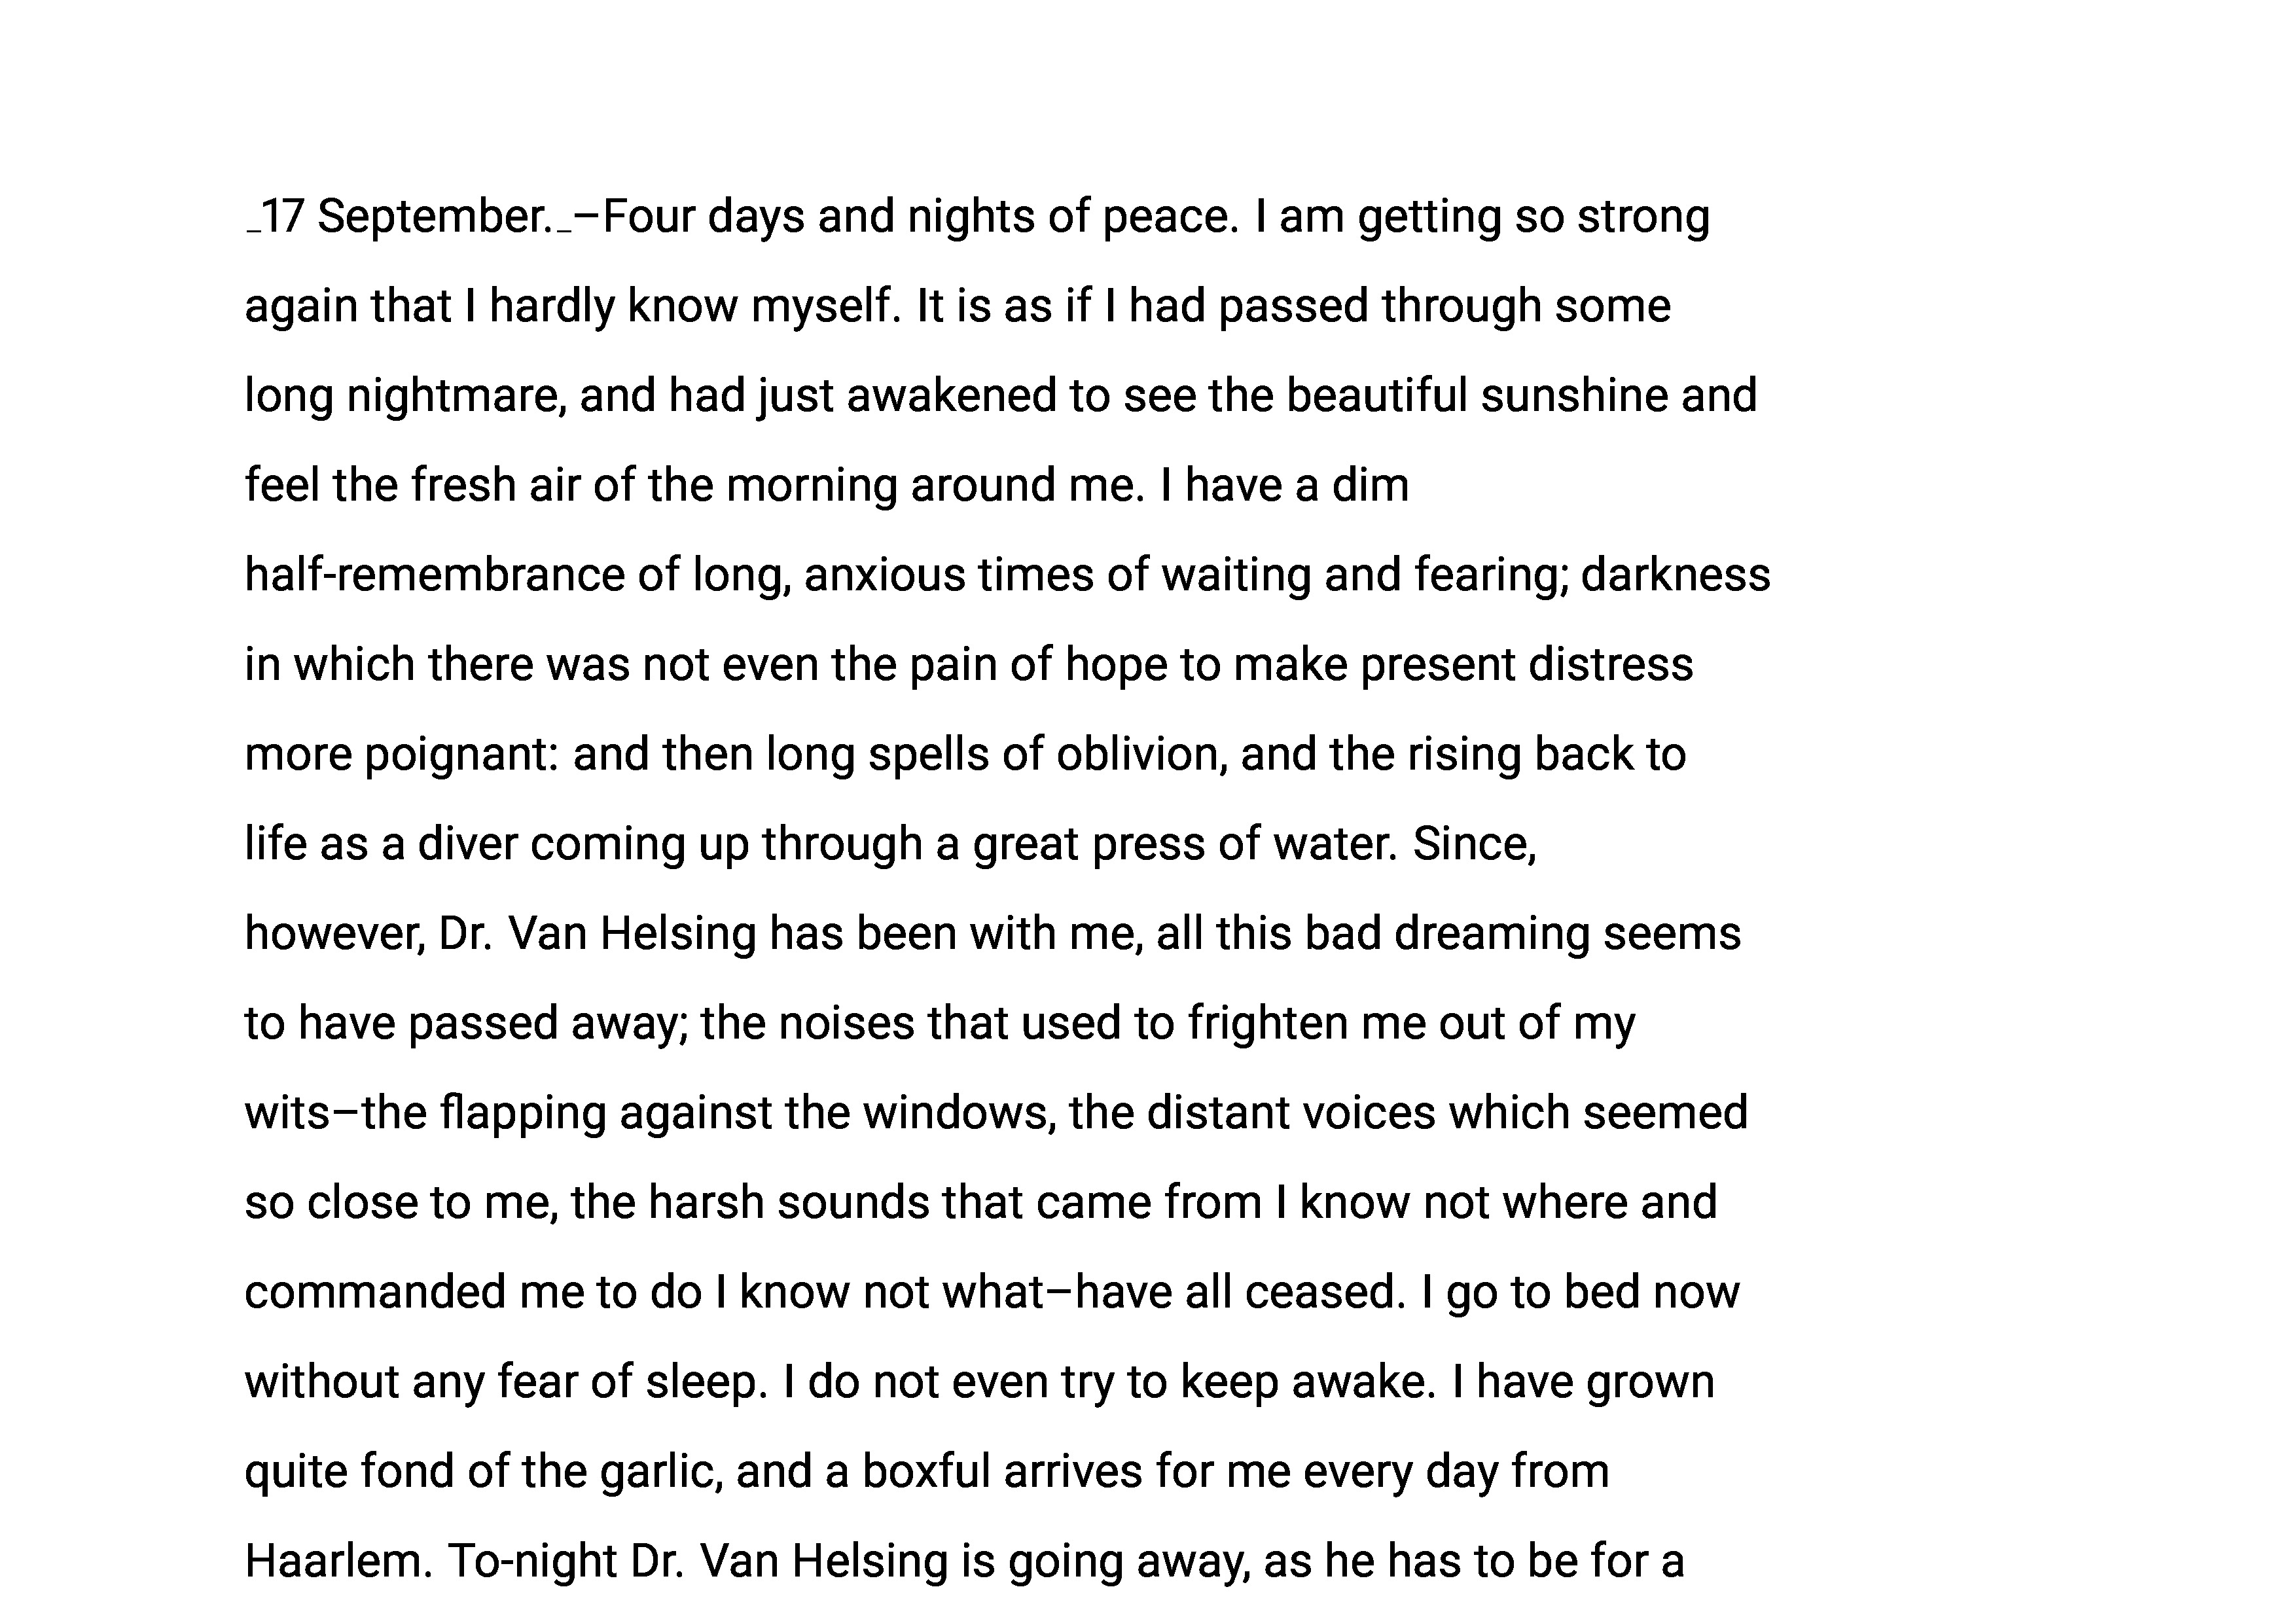 _17 September._–Four days and nights of peace. I am getting so strong
again that I hardly know myself. It is as if I had passed through some
long nightmare, and had just awakened to see the beautiful sunshine and
feel the fresh air of the morning around me. I have a dim
half-remembrance of long, anxious times of waiting and fearing; darkness
in which there was not even the pain of hope to make present distress
more poignant: and then long spells of oblivion, and the rising back to
life as a diver coming up through a great press of water. Since,
however, Dr. Van Helsing has been with me, all this bad dreaming seems
to have passed away; the noises that used to frighten me out of my
wits–the flapping against the windows, the distant voices which seemed
so close to me, the harsh sounds that came from I know not where and
commanded me to do I know not what–have all ceased. I go to bed now
without any fear of sleep. I do not even try to keep awake. I have grown
quite fond of the garlic, and a boxful arrives for me every day from
Haarlem. To-night Dr. Van Helsing is going away, as he has to be for a